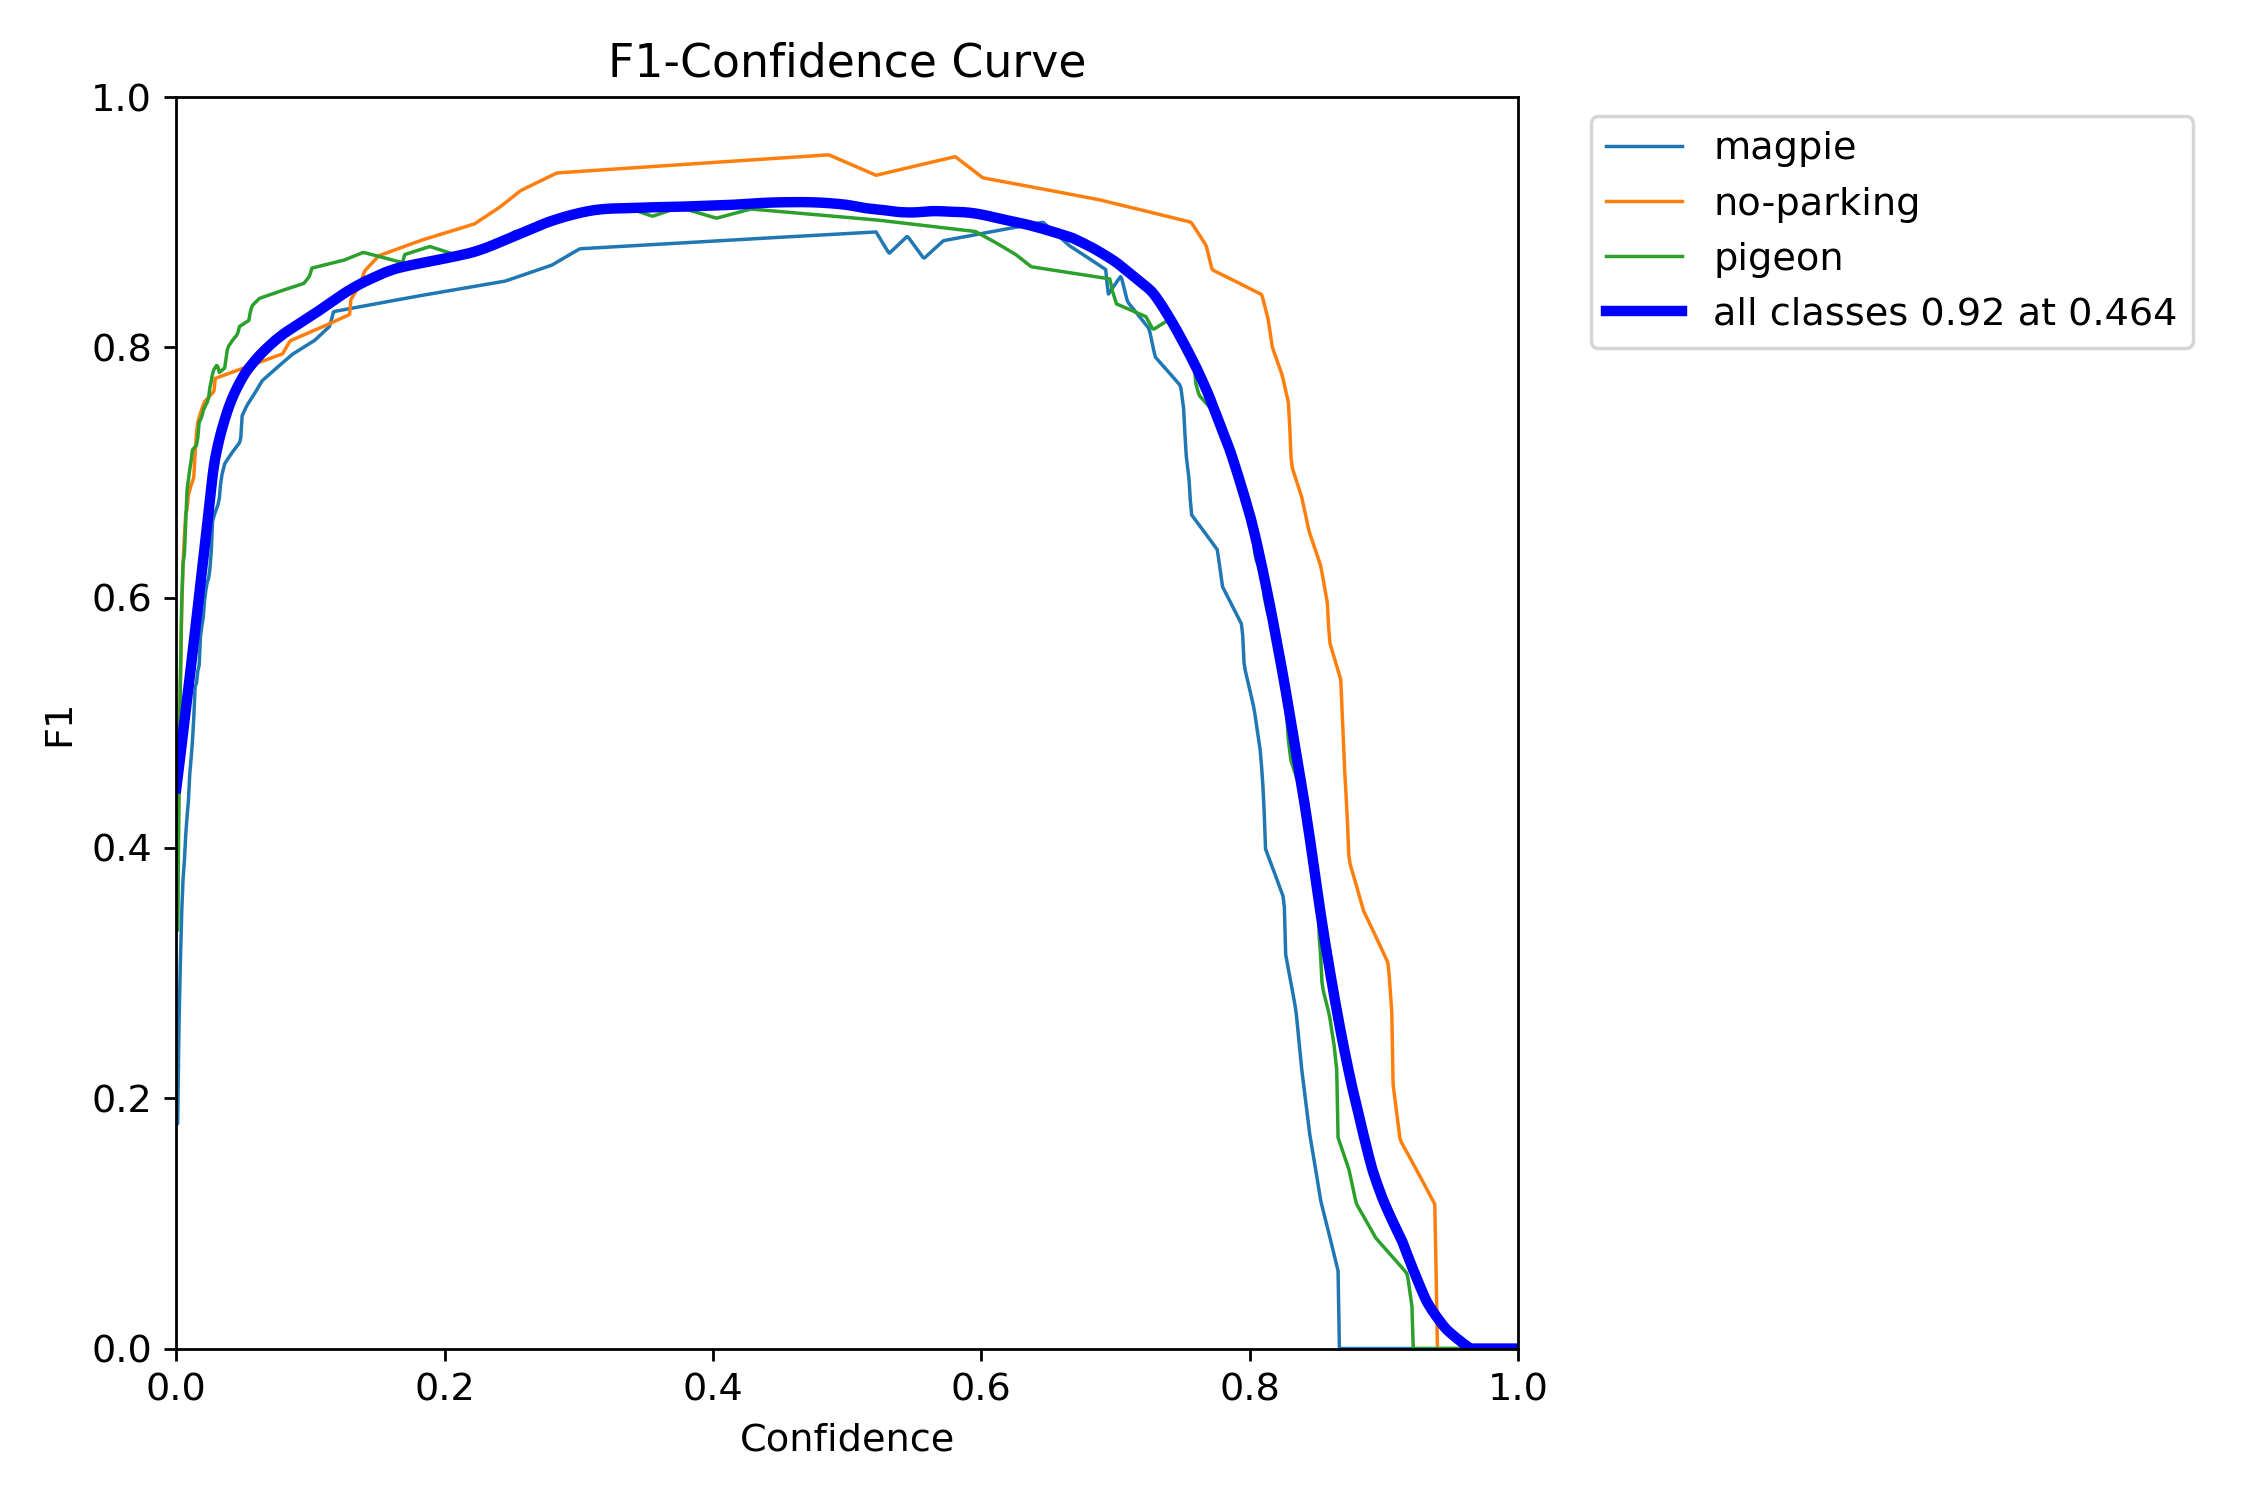 F1-Confidence Curve
1.0
0.8
0.6
0.4
0.2
0.0
F1
0.0 0.2 0.4 0.6 0.8 1.0
Confidence
magpie
no-parking
pigeon
all classes 0.92 at 0.464